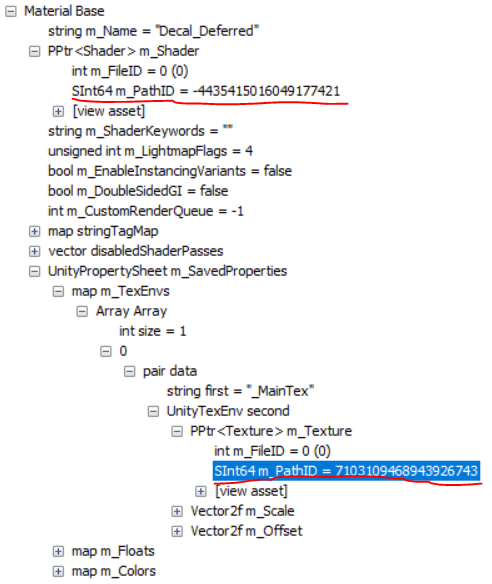 Material Base
string m_Name = "Decal_Deferred"
PPtr<Shader> m_Shader
int m_FileID = 0 (0)
SInt64 m_PathID = -4435415016049177421
[view asset]
string m_ShaderKeywords = ""
unsigned int m_LightmapFlags = 4
bool m_EnableInstancingVariants = false
bool m_DoubleSidedGI = false
int m_CustomRenderQueue = -1
map stringTagMap
vector disabledShaderPasses
UnityPropertySheet m_SavedProperties
map m_TexEnvs
Array Array
int size = 1
0
pair data
string first = "_MainTex"
UnityTexEnv second
PPtr<Texture> m_Texture
int m_FileID = 0 (0)
SInt64 m_PathID = 7103109468943926743
[view asset]
Vector2f m_Scale
Vector2f m_Offset
map m_Floats
map m_Colors